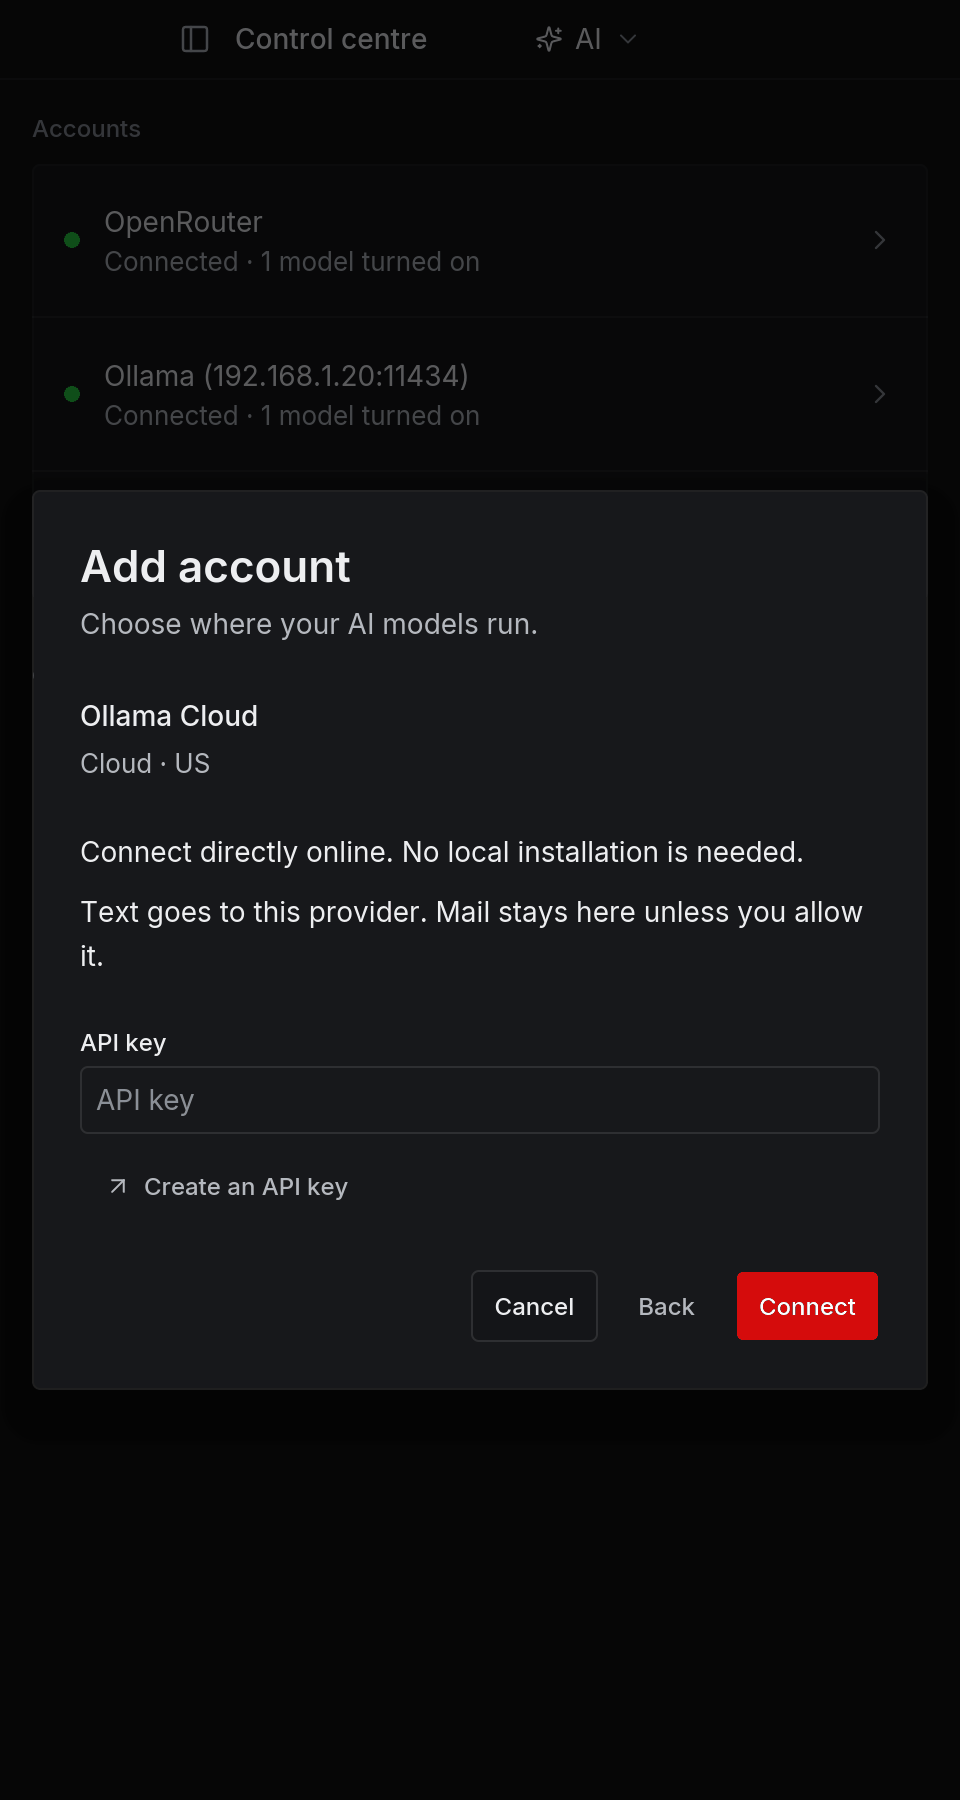 Control centre
AI
Accounts
OpenRouter
Connected · 1 model turned on
Ollama (192.168.1.20:11434)
Connected · 1 model turned on
Add account
Choose where your AI models run.
Ollama Cloud
Cloud · US
Connect directly online. No local installation is needed.
Text goes to this provider. Mail stays here unless you allow
it.
API key
API key
Create an API key
Cancel
Back
Connect